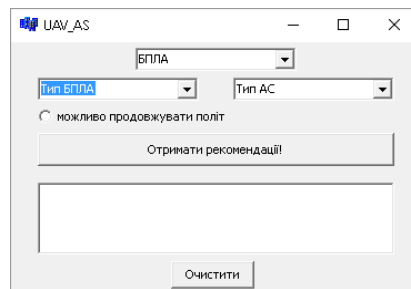 UAV_AS
БПЛА
Тип БПЛА Тип АС
можливо продовжувати політ
Отримати рекомендації!
Очистити